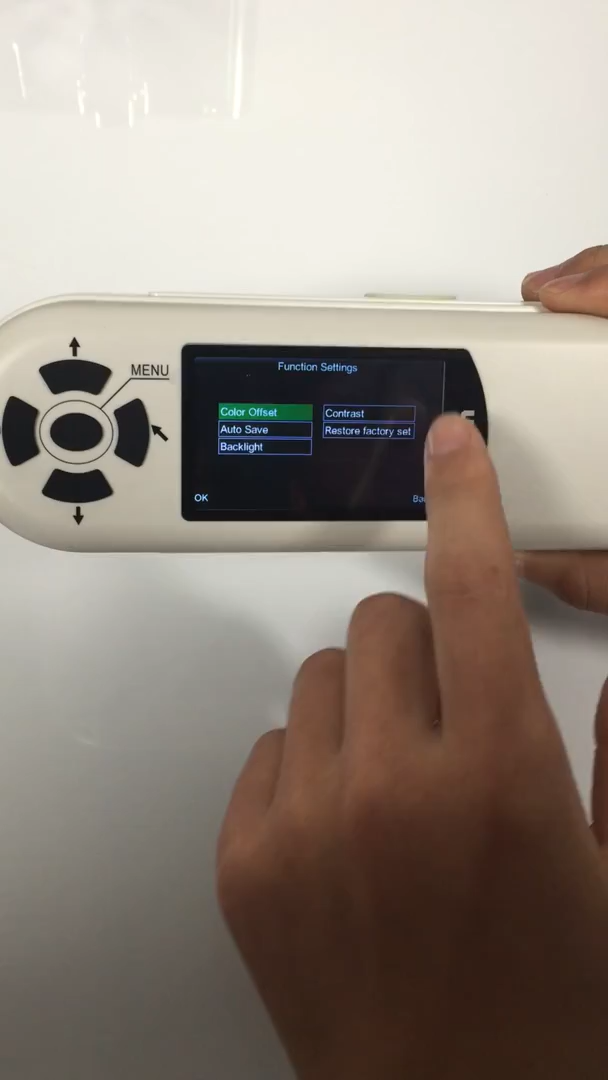 MENU
Function Settings
Color Offset
Contrast
Auto Save
Restore factory set
Backlight
OK